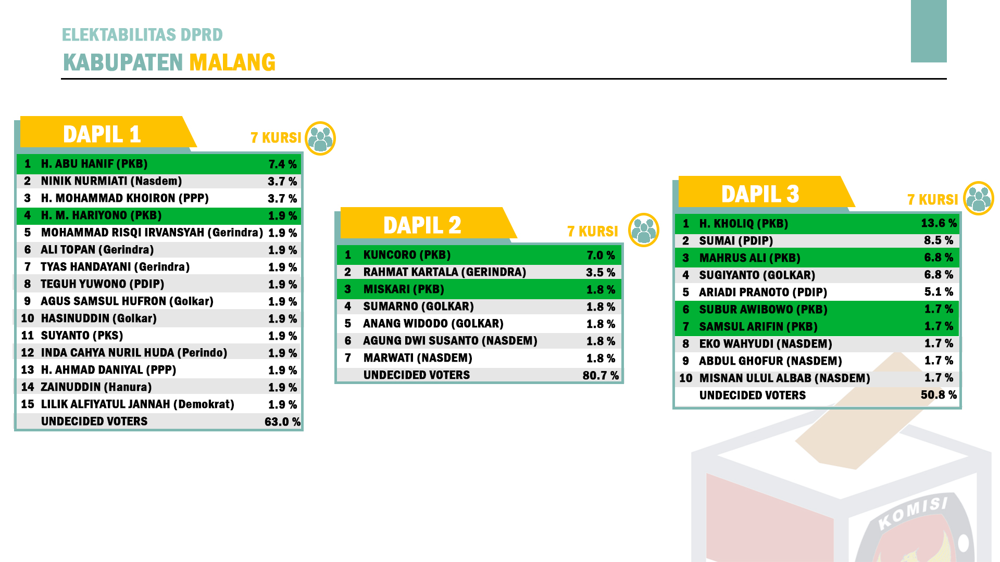 ELEKTABILITAS DPRD
KABUPATEN MALANG
DAPIL 1
7 KURSI
1 H. ABU HANIF (PKB) 7.4 %
2 NINIK NURMIATI (Nasdem) 3.7 %
3 H. MOHAMMAD KHOIRON (PPP) 3.7 %
4 H. M. HARIYONO (PKB) 1.9 %
5 MOHAMMAD RISQI IRVANSYAH (Gerindra) 1.9 %
6 ALI TOPAN (Gerindra) 1.9 %
7 TYAS HANDAYANI (Gerindra) 1.9 %
8 TEGUH YUWONO (PDIP) 1.9 %
9 AGUS SAMSUL HUFRON (Golkar) 1.9 %
10 HASINUDDIN (Golkar) 1.9 %
11 SUYANTO (PKS) 1.9 %
12 INDA CAHYA NURIL HUDA (Perindo) 1.9 %
13 H. AHMAD DANIYAL (PPP) 1.9 %
14 ZAINUDDIN (Hanura) 1.9 %
15 LILIK ALFIYATUL JANNAH (Demokrat) 1.9 %
UNDECIDED VOTERS 63.0 %
DAPIL 2
7 KURSI
1 KUNCORO (PKB) 7.0 %
2 RAHMAT KARTALA (GERINDRA) 3.5 %
3 MISKARI (PKB) 1.8 %
4 SUMARNO (GOLKAR) 1.8 %
5 ANANG WIDODO (GOLKAR) 1.8 %
6 AGUNG DWI SUSANTO (NASDEM) 1.8 %
7 MARWATI (NASDEM) 1.8 %
UNDECIDED VOTERS 80.7 %
DAPIL 3
7 KURSI
1 H. KHOLIQ (PKB) 13.6 %
2 SUMAI (PDIP) 8.5 %
3 MAHRUS ALI (PKB) 6.8 %
4 SUGIYANTO (GOLKAR) 6.8 %
5 ARIADI PRANOTO (PDIP) 5.1 %
6 SUBUR AWIBOWO (PKB) 1.7 %
7 SAMSUL ARIFIN (PKB) 1.7 %
8 EKO WAHYUDI (NASDEM) 1.7 %
9 ABDUL GHOFUR (NASDEM) 1.7 %
10 MISNAN ULUL ALBAB (NASDEM) 1.7 %
UNDECIDED VOTERS 50.8 %
KOMISI